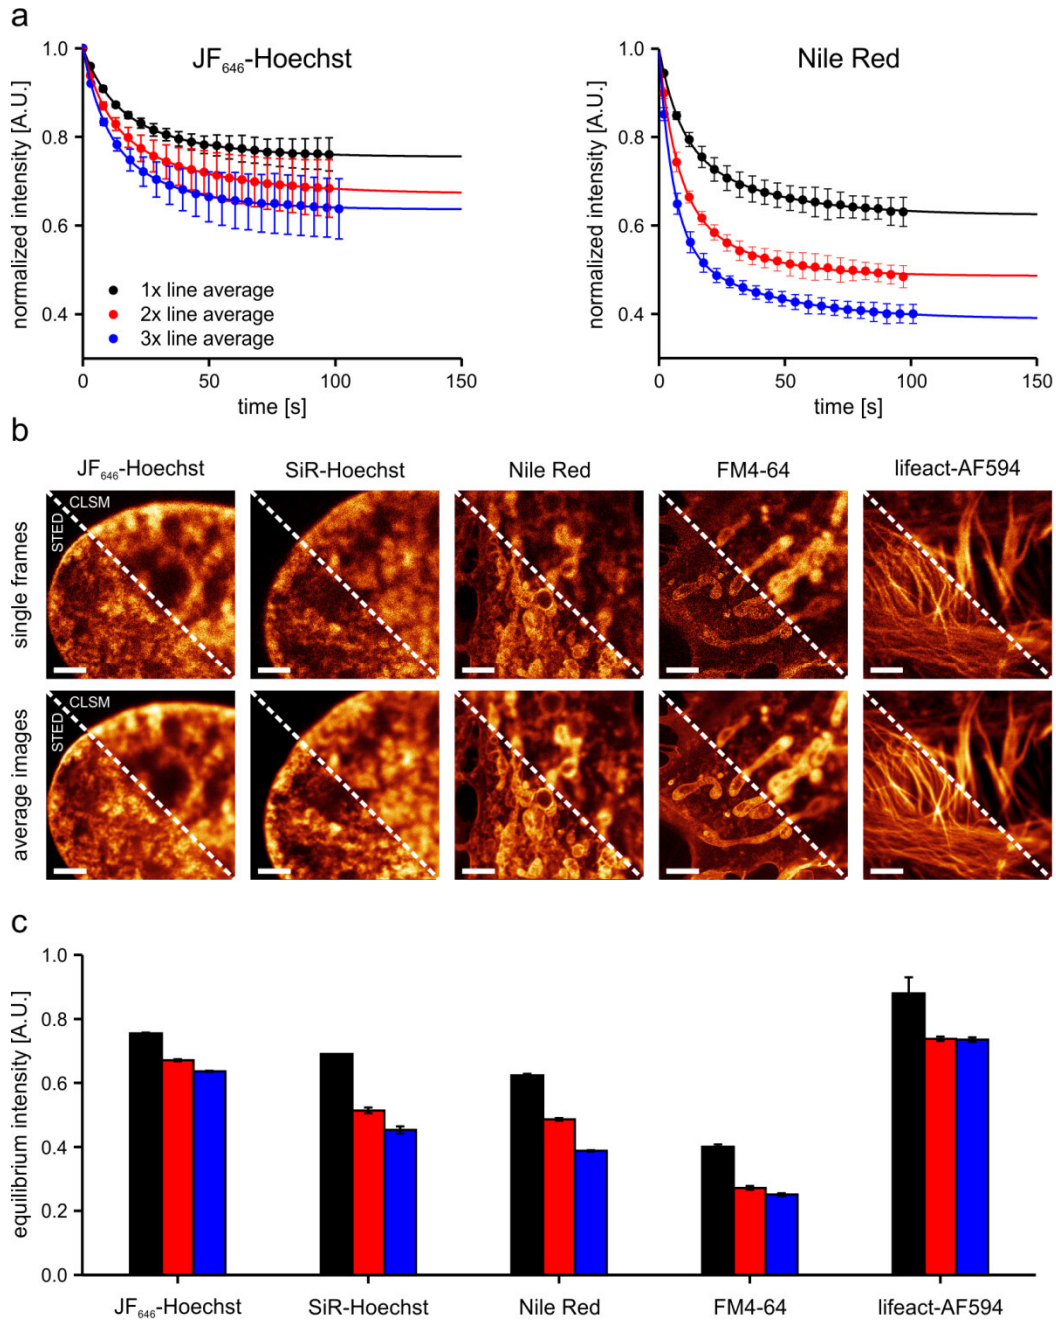 a
JF646-Hoechst
Nile Red
normalized intensity [A.U.]
1.0
0.8
0.6
0.4
1x line average
2x line average
3x line average
0
50
100
150
time [s]
normalized intensity [A.U.]
1.0
0.8
0.6
0.4
0
50
100
150
time [s]
b
JF646-Hoechst
SiR-Hoechst
Nile Red
FM4-64
lifeact-AF594
single frames
CLSM
STED
average images
CLSM
STED
c
equilibrium intensity [A.U.]
1.0
0.8
0.6
0.4
0.2
0.0
JF646-Hoechst
SiR-Hoechst
Nile Red
FM4-64
lifeact-AF594